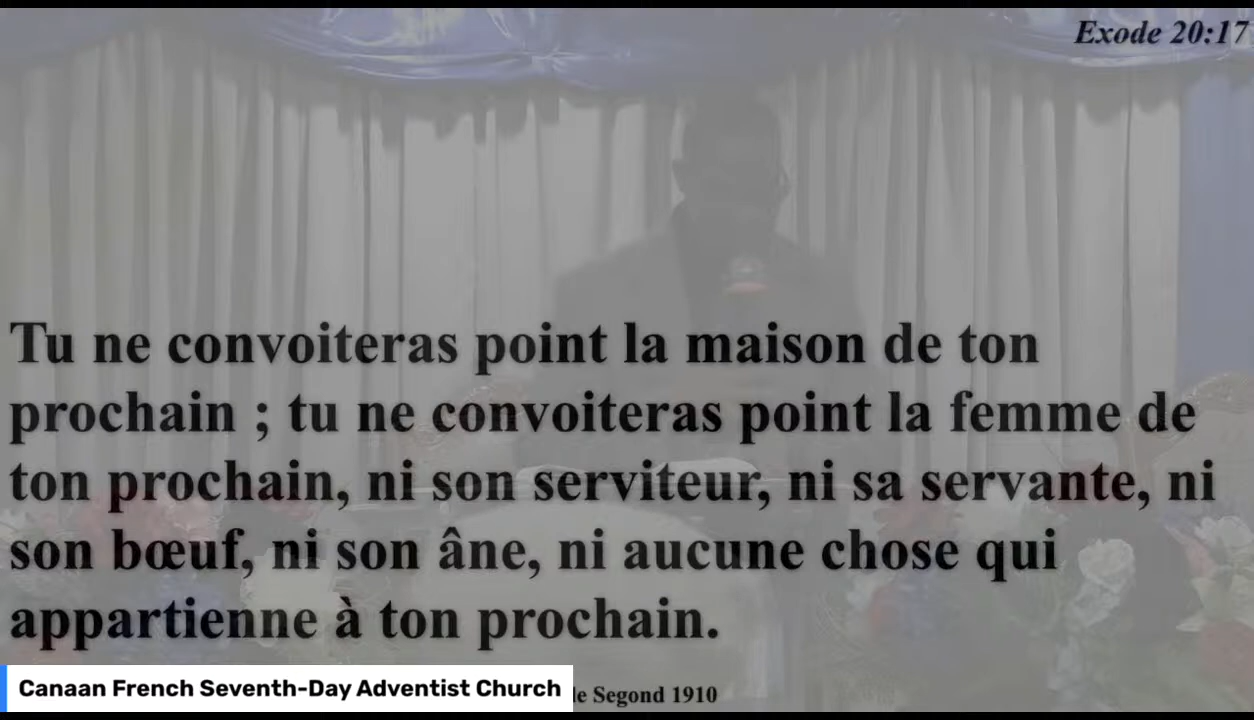 Exode 20:17
Tu ne convoiteras point la maison de ton
prochain ; tu ne convoiteras point la femme de
ton prochain, ni son serviteur, ni sa servante, ni
son bœuf, ni son âne, ni aucune chose qui
appartienne à ton prochain.
Canaan French Seventh-Day Adventist Church
Segond 1910